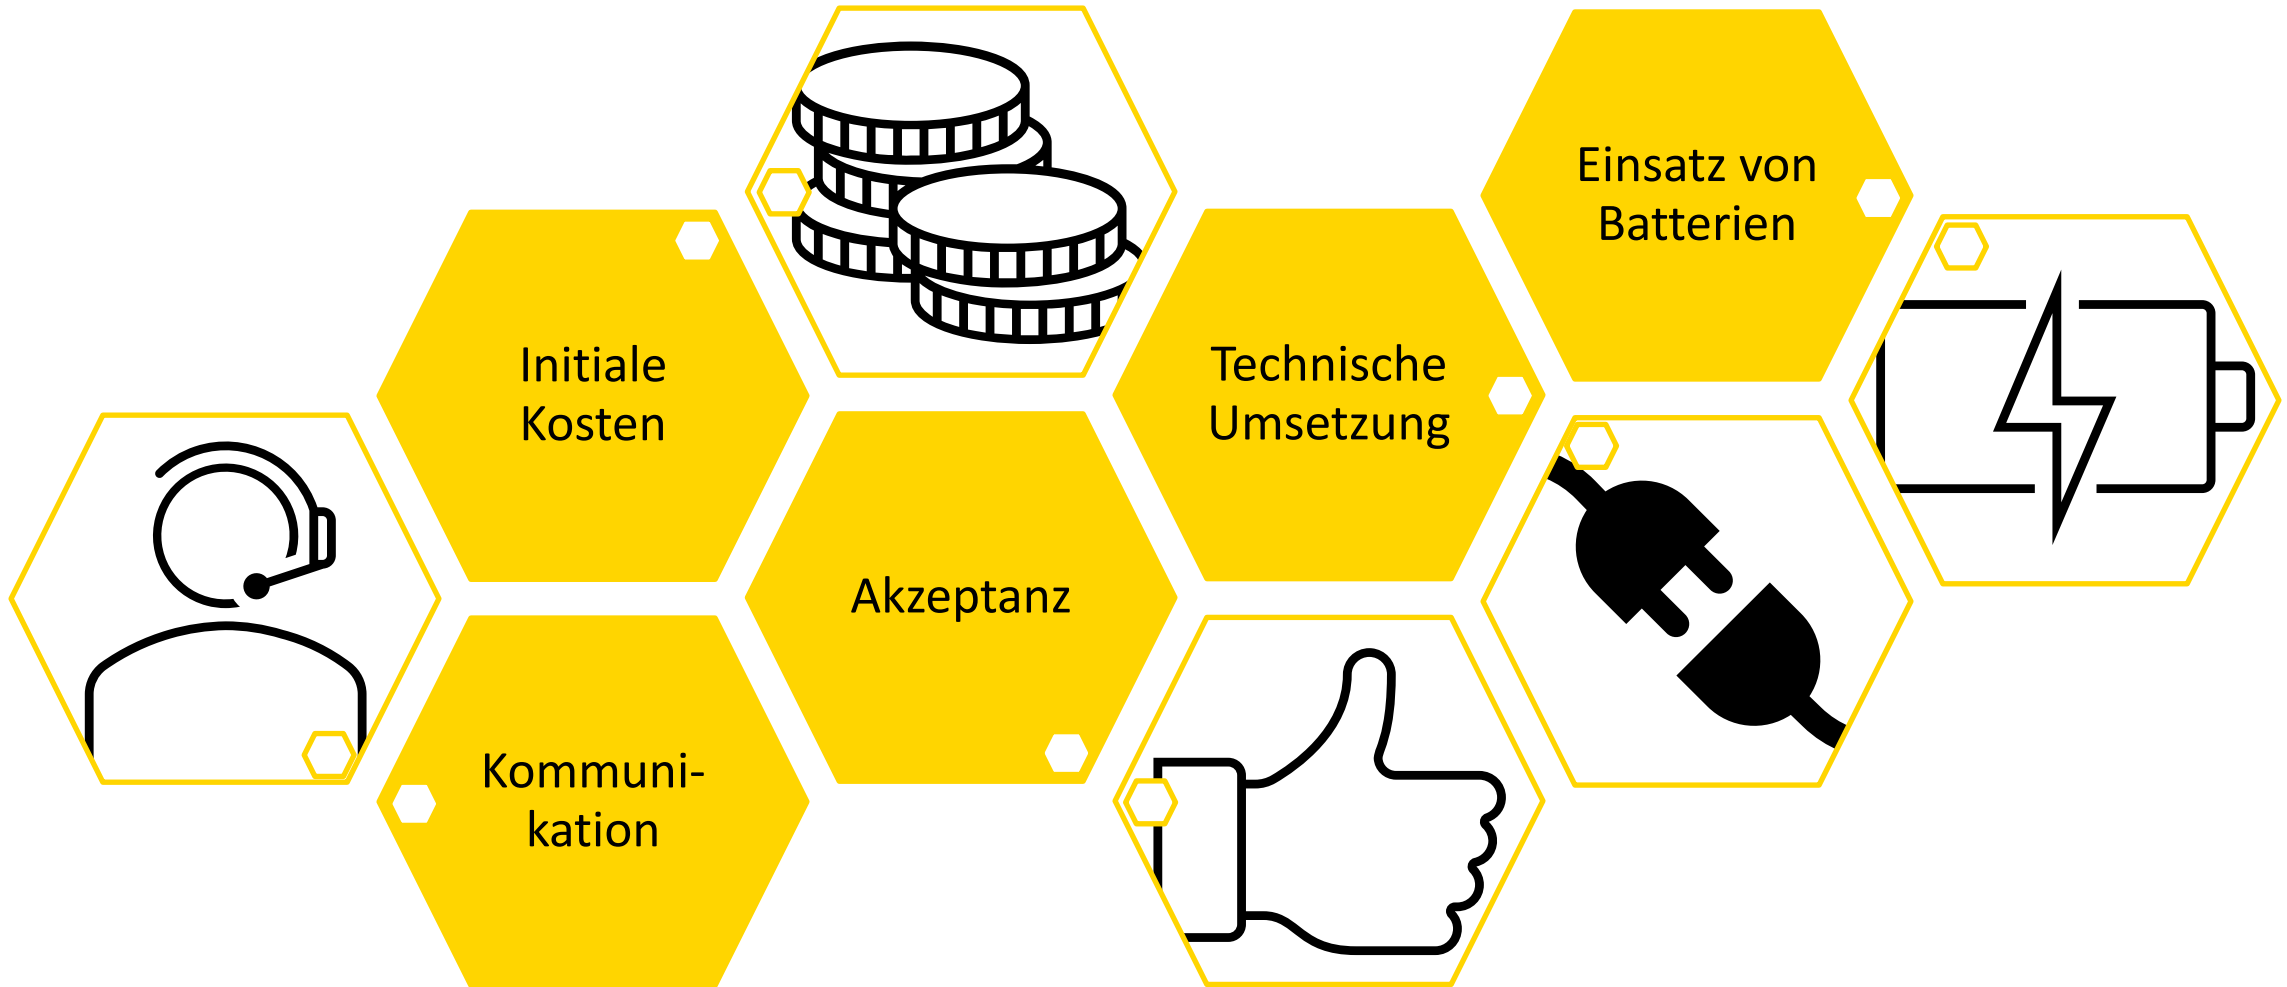 Initiale
Kosten
Kommuni-
kation
Akzeptanz
Technische
Umsetzung
Einsatz von
Batterien